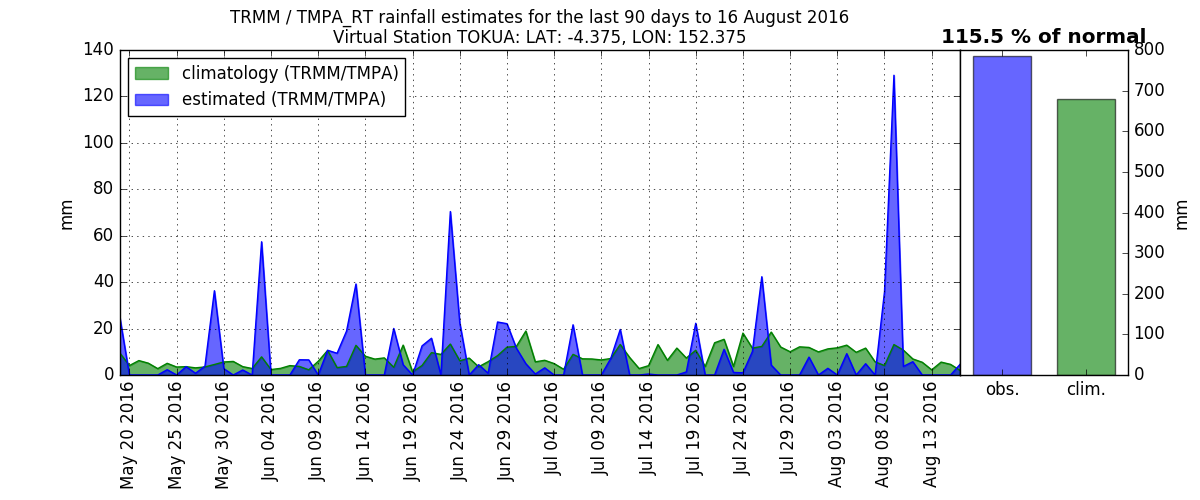 TRMM / TMPA_RT rainfall estimates for the last 90 days to 16 August 2016
Virtual Station TOKUA: LAT: -4.375, LON: 152.375
115.5 % of normal
climatology (TRMM/TMPA)
estimated (TRMM/TMPA)
140
120
100
80
60
40
20
0
mm
May 20 2016
May 25 2016
May 30 2016
Jun 04 2016
Jun 09 2016
Jun 14 2016
Jun 19 2016
Jun 24 2016
Jun 29 2016
Jul 04 2016
Jul 09 2016
Jul 14 2016
Jul 19 2016
Jul 24 2016
Jul 29 2016
Aug 03 2016
Aug 08 2016
Aug 13 2016
obs.
clim.
800
700
600
500
400
300
200
100
0
mm